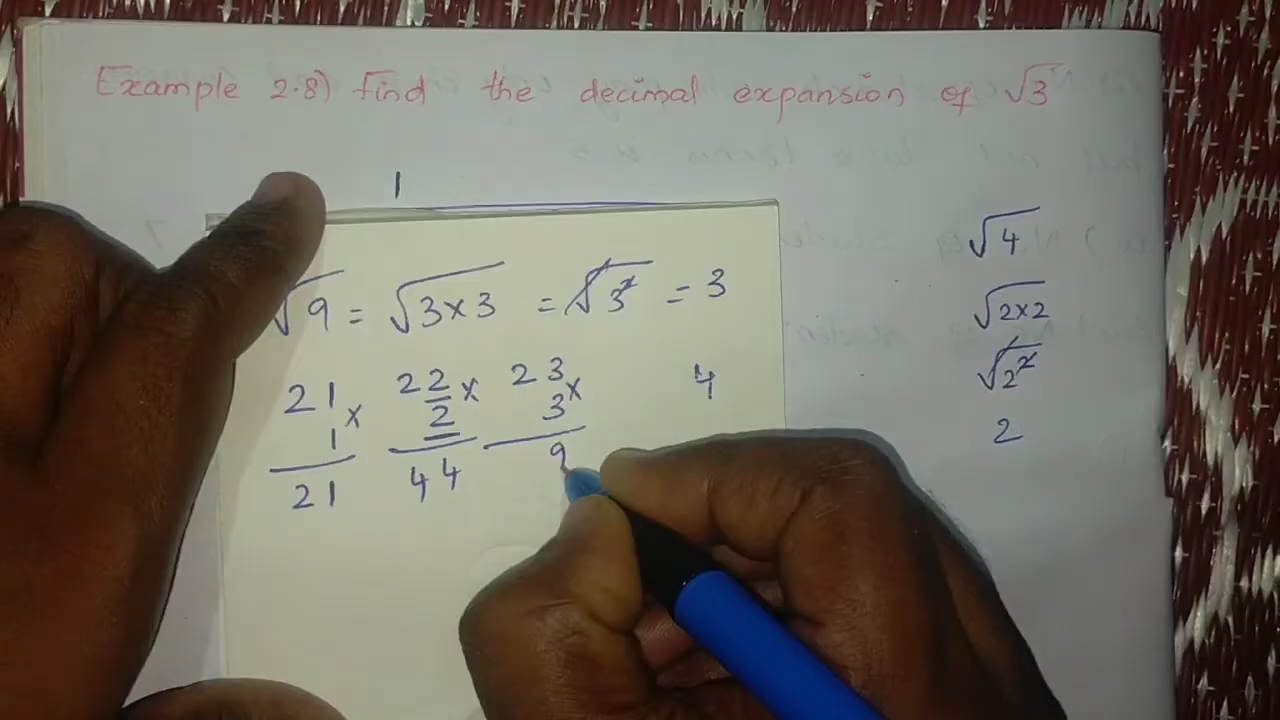 Example 2.8) Find the decimal expansion of √3
1
√9 = √3×3 = √3² = 3
21 × 1
21
22 × 2
44
23 × 3
9
4
√4
√2×2
√2²
2